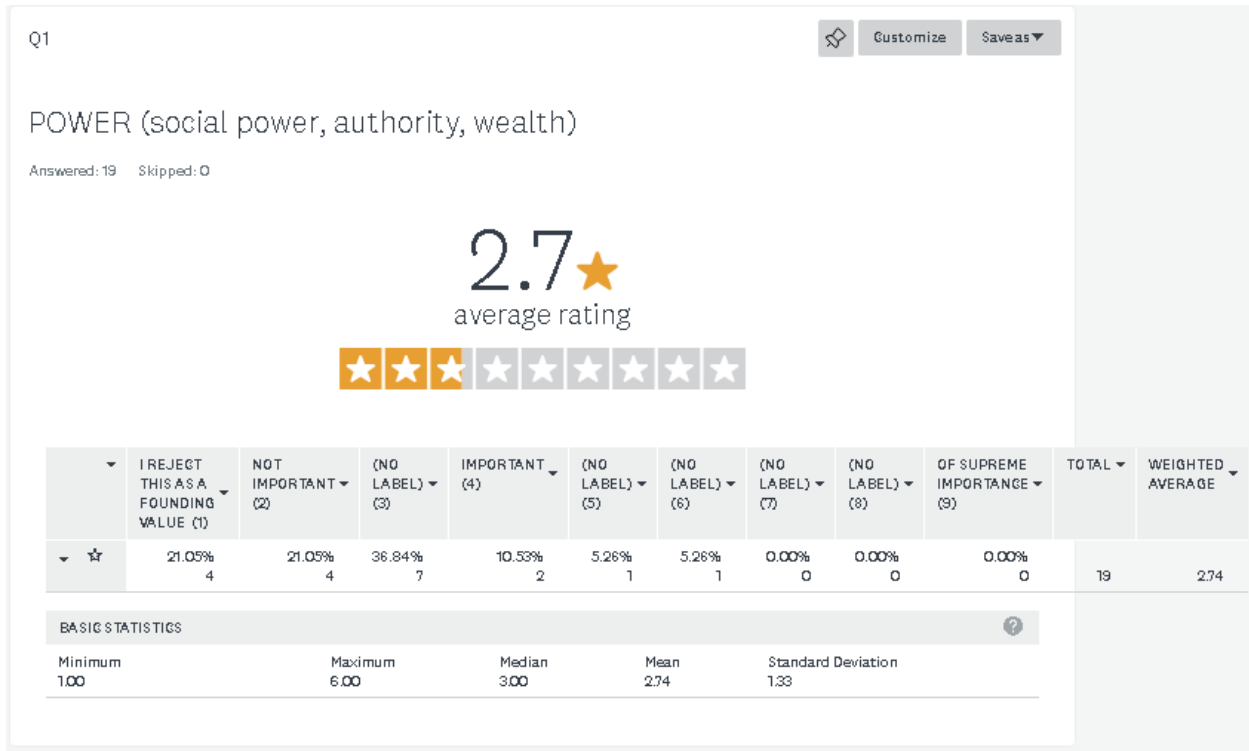 Q1
Customize
Save as
POWER (social power, authority, wealth)
Answered: 19 Skipped: 0
2.7
average rating
I REJECT THIS AS A FOUNDING VALUE (1)
NOT IMPORTANT (2)
(NO LABEL) (3)
IMPORTANT (4)
(NO LABEL) (5)
(NO LABEL) (6)
(NO LABEL) (7)
(NO LABEL) (8)
OF SUPREME IMPORTANCE (9)
TOTAL
WEIGHTED AVERAGE
21.05% 21.05% 36.84% 10.53% 5.26% 5.26% 0.00% 0.00% 0.00%
4 4 7 2 1 1 0 0 0 19 2.74
BASIC STATISTICS
?
Minimum Maximum Median Mean Standard Deviation
1.00 6.00 3.00 2.74 1.33